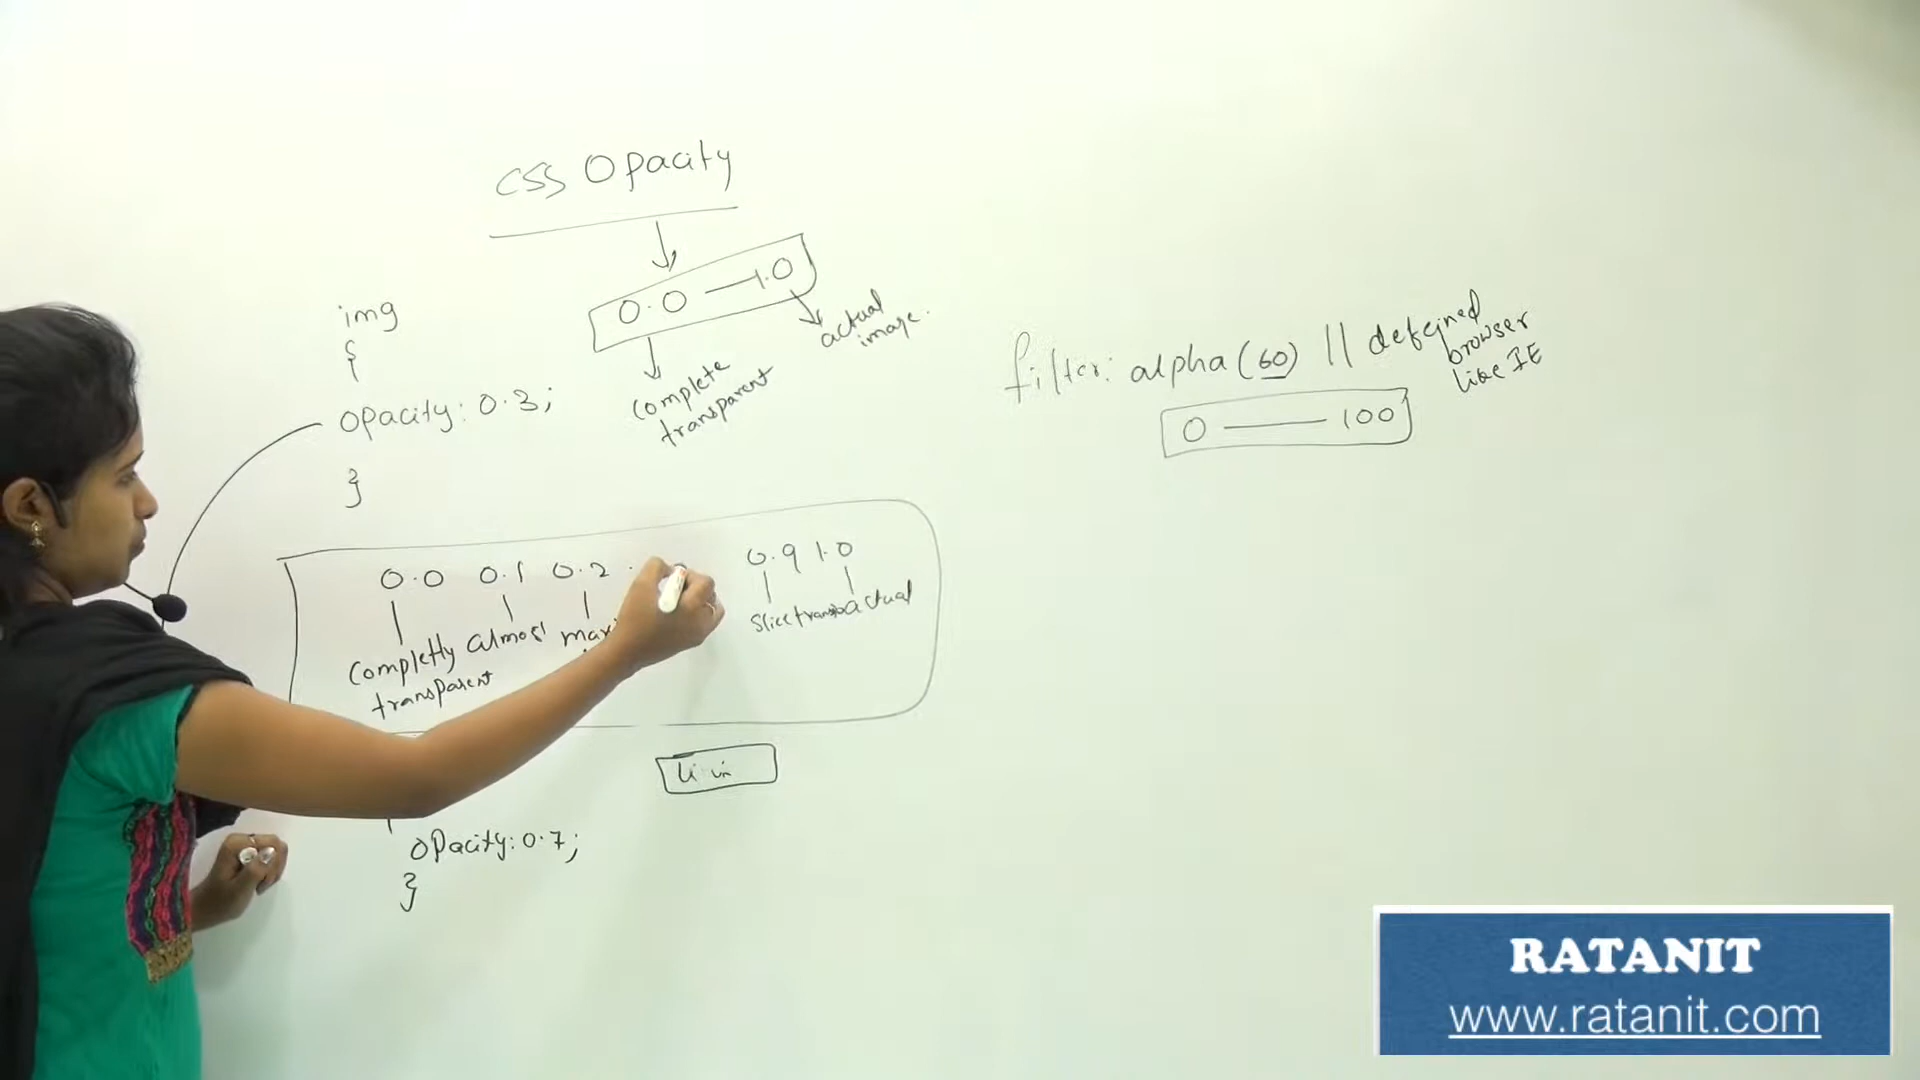 CSS Opacity
0.0 — 1.0
actual
image.
complete
transparent
img
{
opacity: 0.3;
}
filter: alpha(60) || defained
browser
like IE
0 — 100
0.0 0.1 0.2 . 0.9 1.0
Completly almost
transparent
slice actual
opacity: 0.7;
}
RATANIT
www.ratanit.com